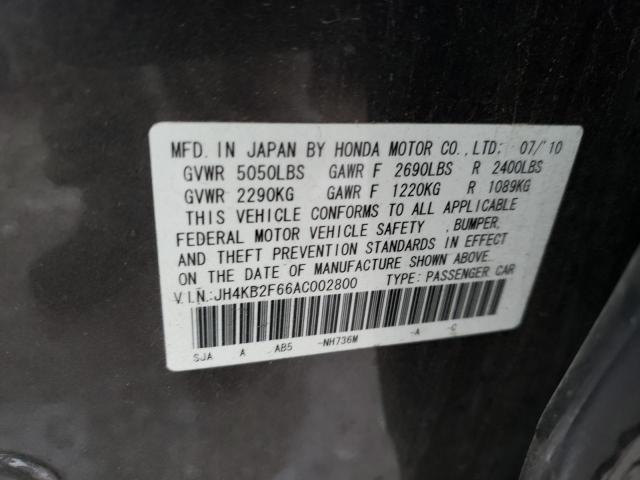 MFD. IN JAPAN BY HONDA MOTOR CO., LTD: 07/'10
GVWR 5050LBS GAWR F 2690LBS R 2400LBS
GVWR 2290KG GAWR F 1220KG R 1089KG
THIS VEHICLE CONFORMS TO ALL APPLICABLE
FEDERAL MOTOR VEHICLE SAFETY , BUMPER,
AND THEFT PREVENTION STANDARDS IN EFFECT
ON THE DATE OF MANUFACTURE SHOWN ABOVE.
V.I.N.:JH4KB2F66AC002800 TYPE: PASSENGER CAR
SJA A AB5 -NH736M -A -C